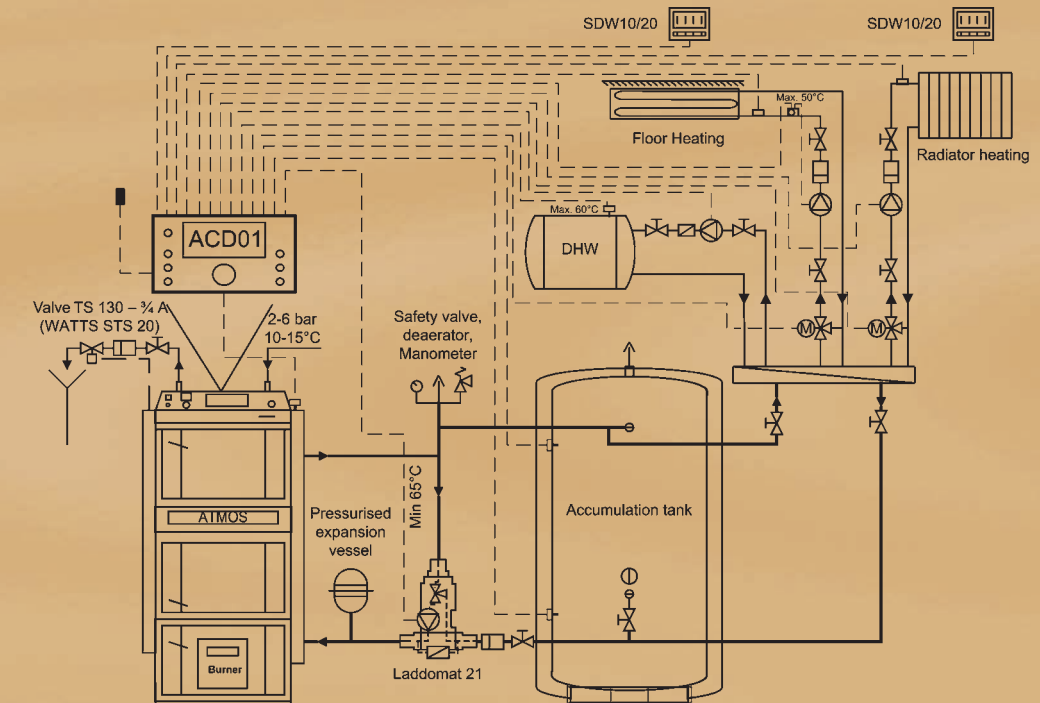 SDW10/20
SDW10/20
Max. 50°C
Floor Heating
Radiator heating
Max. 60°C
DHW
ACD01
Valve TS 130 – ¾ A
(WATTS STS 20)
2-6 bar
10-15°C
Safety valve,
deaerator,
Manometer
M
M
Min 65°C
ATMOS
Pressurised
expansion
vessel
Accumulation tank
Burner
Laddomat 21